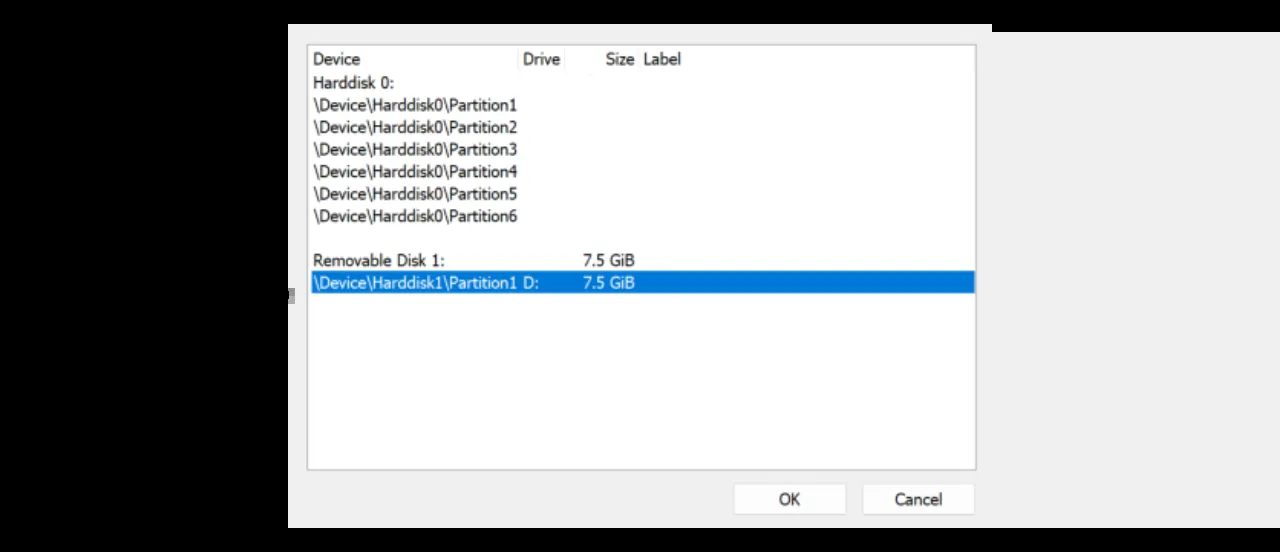 Device Drive Size Label
Harddisk 0:
\Device\Harddisk0\Partition1
\Device\Harddisk0\Partition2
\Device\Harddisk0\Partition3
\Device\Harddisk0\Partition4
\Device\Harddisk0\Partition5
\Device\Harddisk0\Partition6
Removable Disk 1: 7.5 GiB
\Device\Harddisk1\Partition1 D: 7.5 GiB
OK Cancel